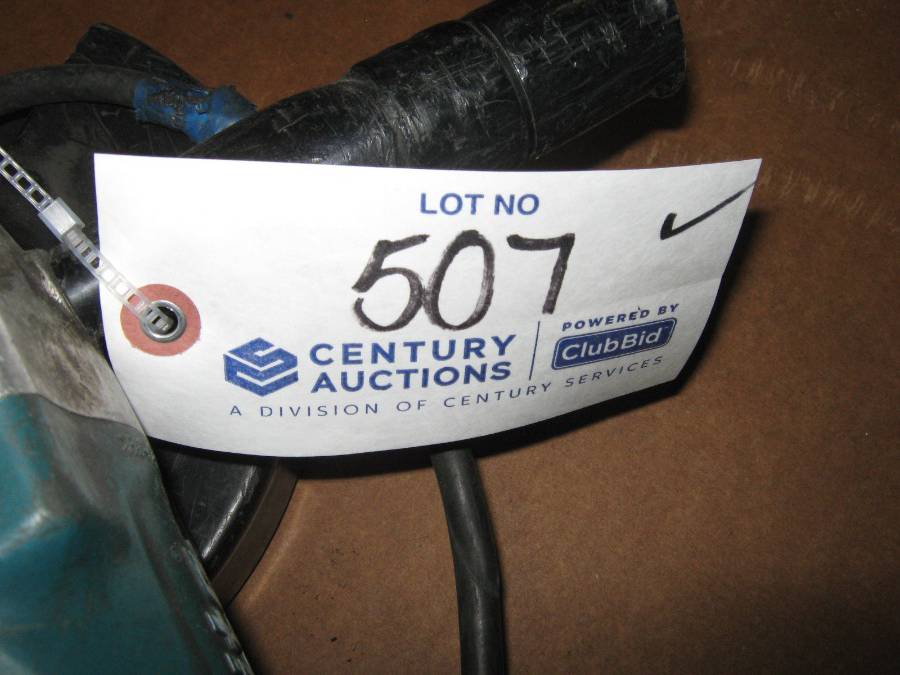 LOT NO
507
CENTURY
AUCTIONS
POWERED BY
ClubBid
A DIVISION OF CENTURY SERVICES